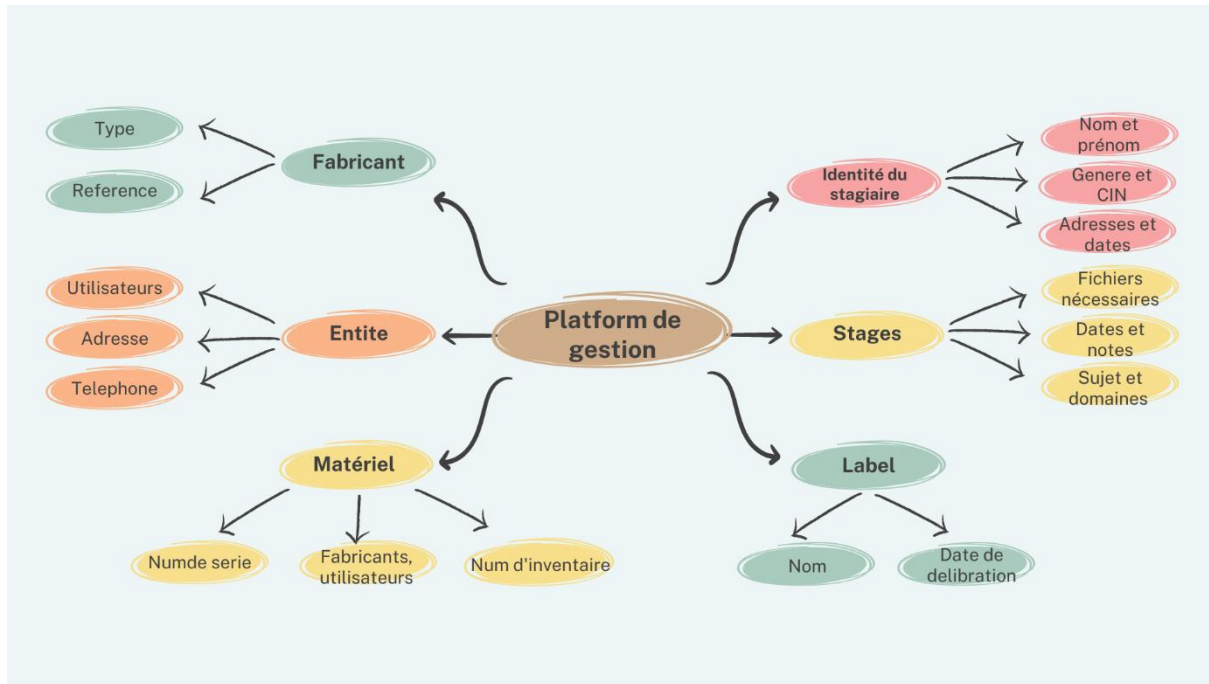 Type
Reference
Fabricant
Utilisateurs
Adresse
Telephone
Entite
Platform de
gestion
Identité du
stagiaire
Nom et
prénom
Genere et
CIN
Adresses et
dates
Stages
Fichiers
nécessaires
Dates et
notes
Sujet et
domaines
Matériel
Numde serie
Fabricants,
utilisateurs
Num d'inventaire
Label
Nom
Date de
delibration